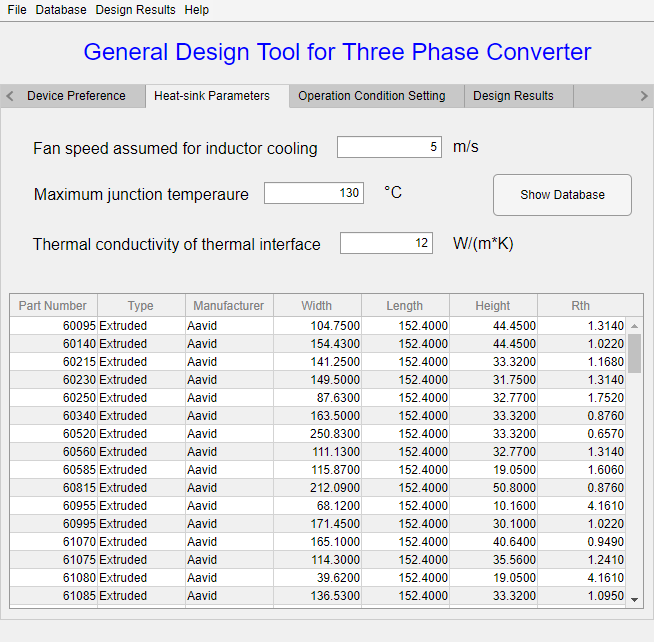 File Database Design Results Help
General Design Tool for Three Phase Converter
Device Preference Heat-sink Parameters Operation Condition Setting Design Results
Fan speed assumed for inductor cooling 5 m/s
Maximum junction temperaure 130 °C
Show Database
Thermal conductivity of thermal interface 12 W/(m*K)
Part Number Type Manufacturer Width Length Height Rth
60095 Extruded Aavid 104.7500 152.4000 44.4500 1.3140
60140 Extruded Aavid 154.4300 152.4000 44.4500 1.0220
60215 Extruded Aavid 141.2500 152.4000 33.3200 1.1680
60230 Extruded Aavid 149.5000 152.4000 31.7500 1.3140
60250 Extruded Aavid 87.6300 152.4000 32.7700 1.7520
60340 Extruded Aavid 163.5000 152.4000 33.3200 0.8760
60520 Extruded Aavid 250.8300 152.4000 33.3200 0.6570
60560 Extruded Aavid 111.1300 152.4000 32.7700 1.3140
60585 Extruded Aavid 115.8700 152.4000 19.0500 1.6060
60815 Extruded Aavid 212.0900 152.4000 50.8000 0.8760
60955 Extruded Aavid 68.1200 152.4000 10.1600 4.1610
60995 Extruded Aavid 171.4500 152.4000 30.1000 1.0220
61070 Extruded Aavid 165.1000 152.4000 40.6400 0.9490
61075 Extruded Aavid 114.3000 152.4000 35.5600 1.2410
61080 Extruded Aavid 39.6200 152.4000 19.0500 4.1610
61085 Extruded Aavid 136.5300 152.4000 33.3200 1.0950